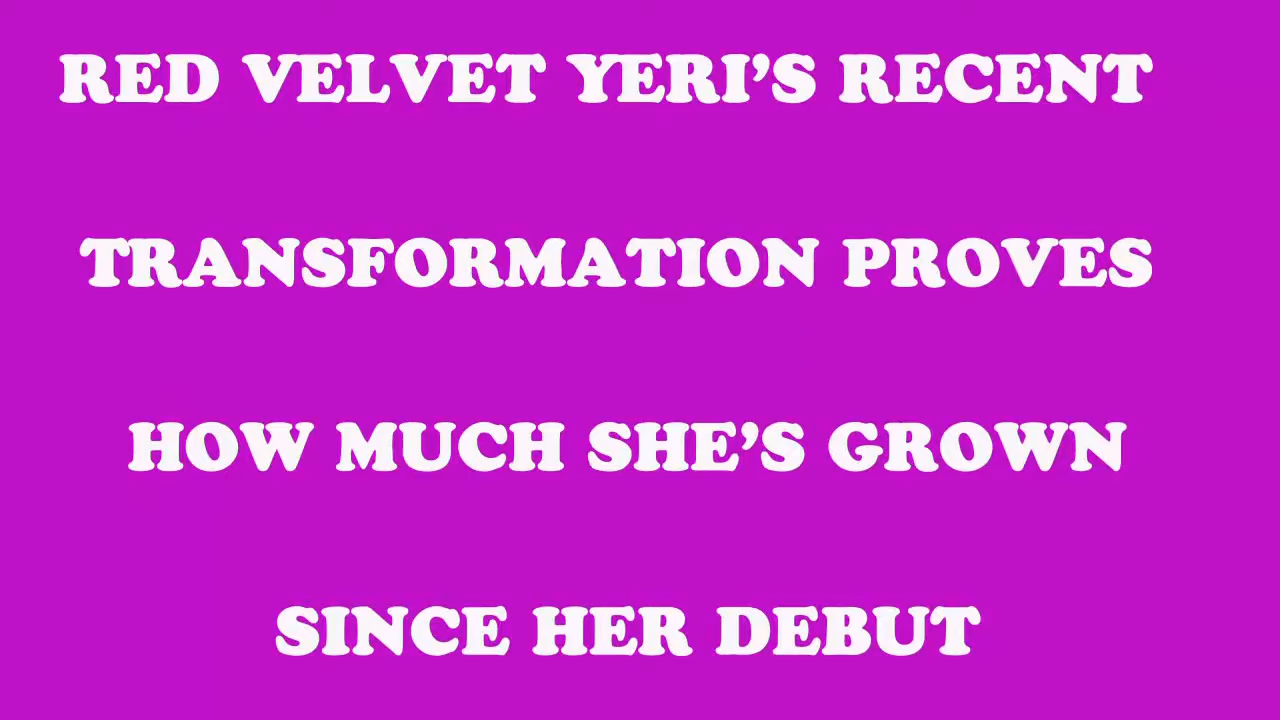 RED VELVET YERI’S RECENT
TRANSFORMATION PROVES
HOW MUCH SHE’S GROWN
SINCE HER DEBUT